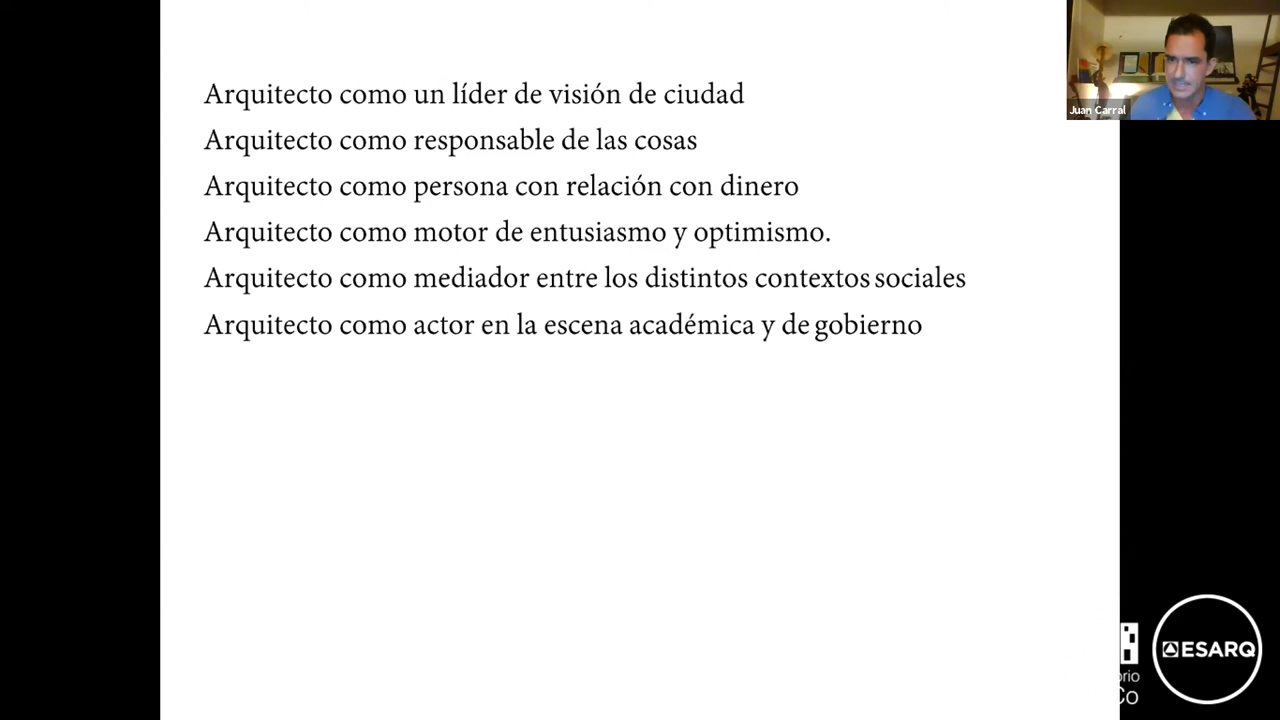 Arquitecto como un líder de visión de ciudad
Arquitecto como responsable de las cosas
Arquitecto como persona con relación con dinero
Arquitecto como motor de entusiasmo y optimismo.
Arquitecto como mediador entre los distintos contextos sociales
Arquitecto como actor en la escena académica y de gobierno
Juan Carral
ESARQ